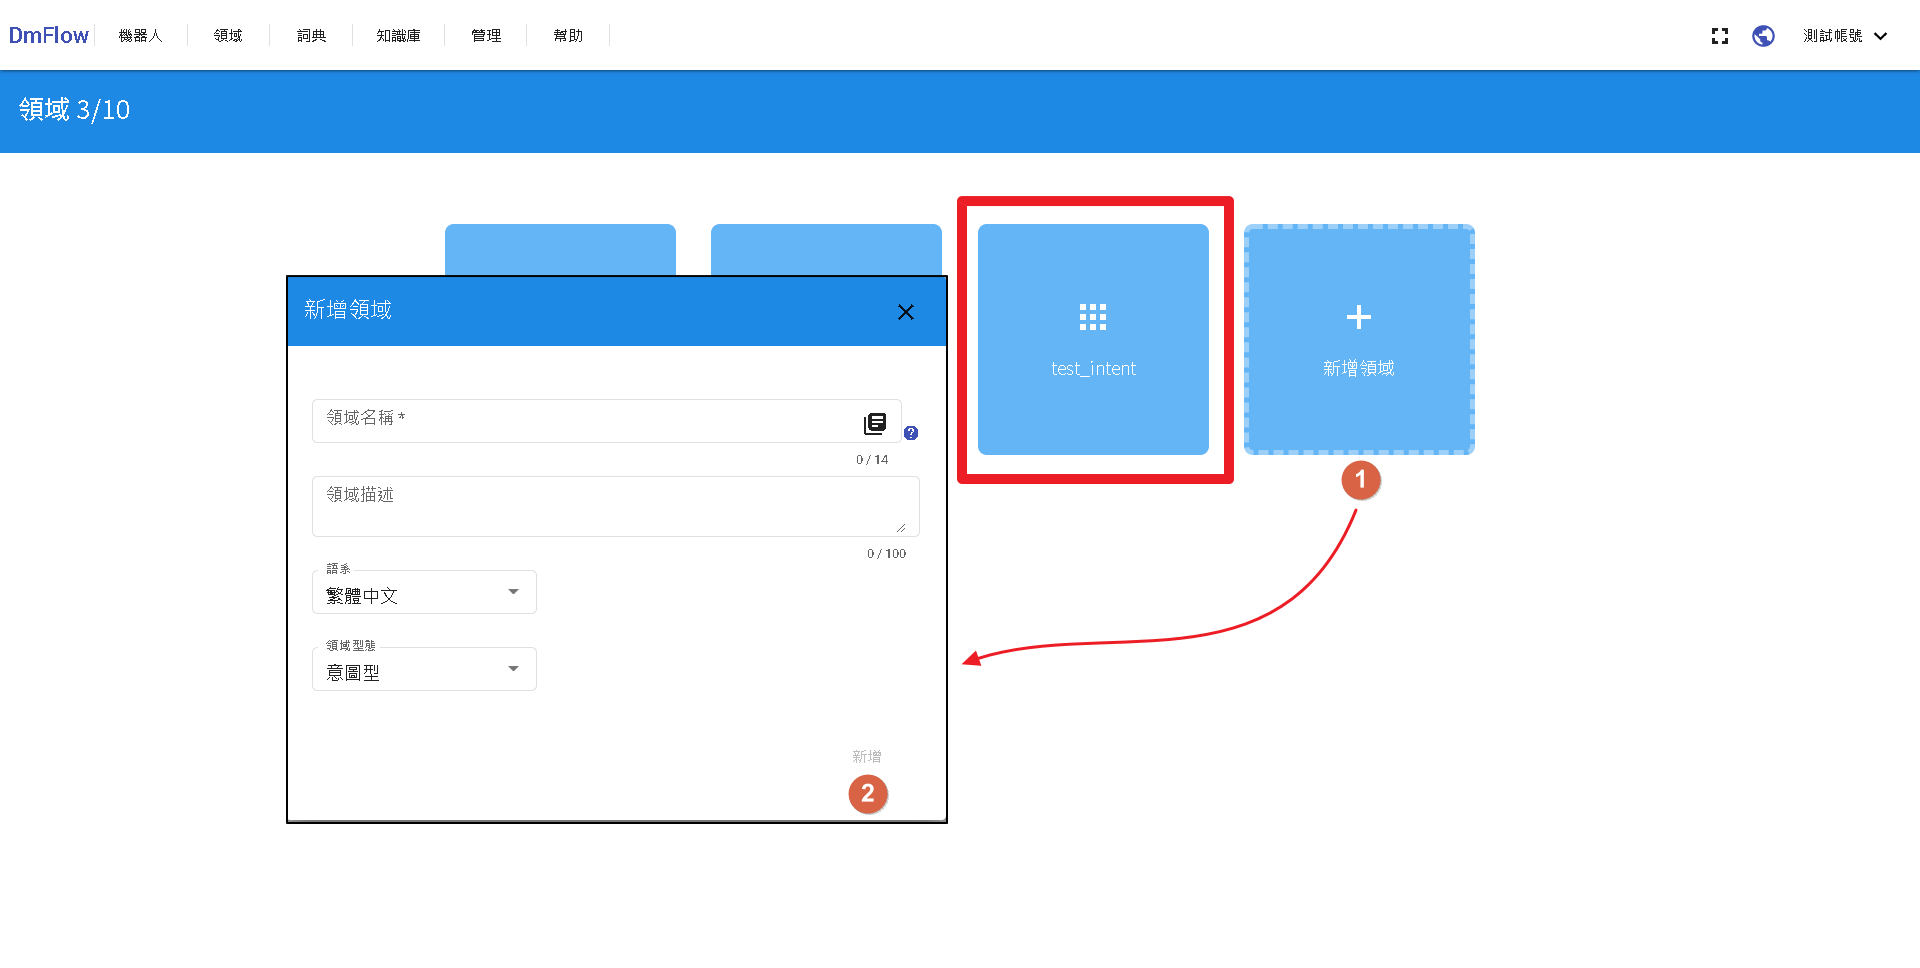 DmFlow 機器人 領域 詞典 知識庫 管理 幫助 測試帳號
領域 3/10
test_intent
新增領域
1
新增領域
領域名稱 *
?
0 / 14
領域描述
0 / 100
語系
繁體中文
領域型態
意圖型
新增
2